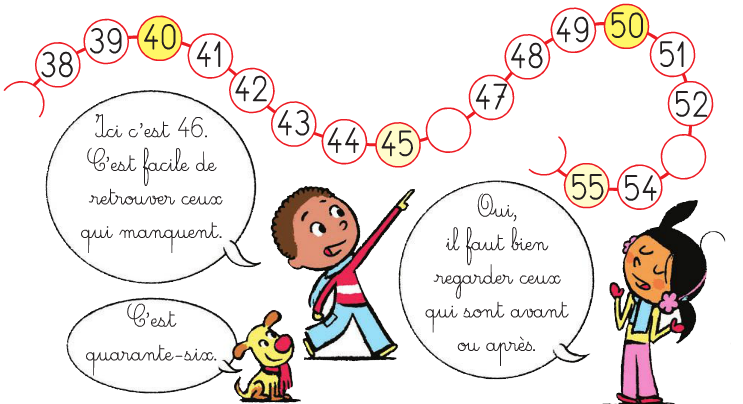 38 39 40 41 42 43 44 45 47 48 49 50 51 52 54 55
Ici c'est 46.
C'est facile de
retrouver ceux
qui manquent.
Oui,
il faut bien
regarder ceux
qui sont avant
ou après.
C'est
quarante-six.